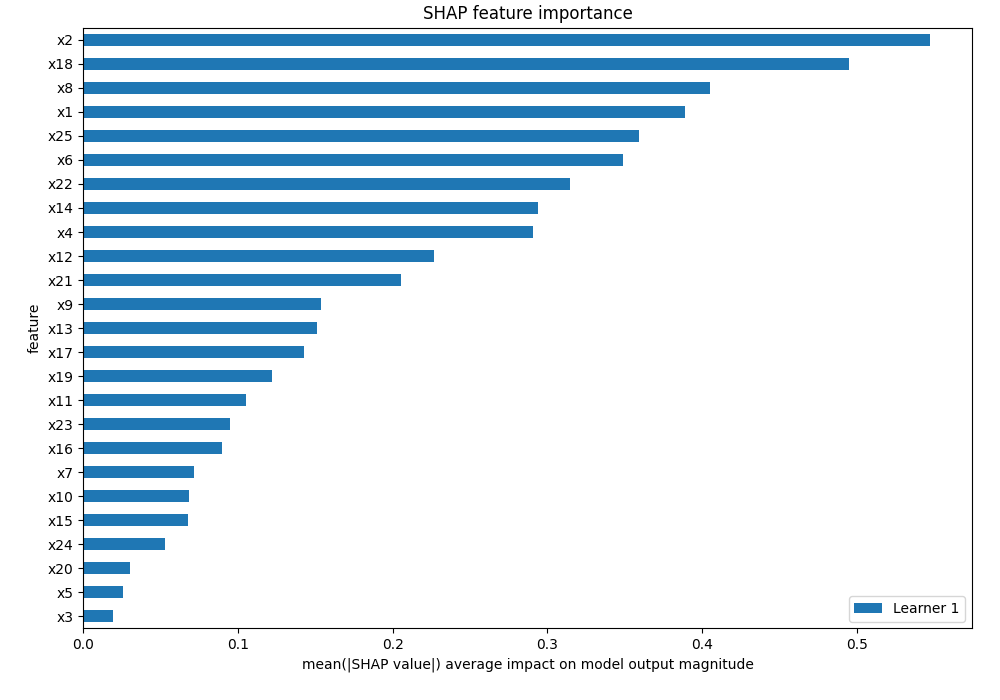 SHAP feature importance
x2
x18
x8
x1
x25
x6
x22
x14
x4
x12
x21
x9
x13
x17
x19
x11
x23
x16
x7
x10
x15
x24
x20
x5
x3
feature
Learner 1
0.0 0.1 0.2 0.3 0.4 0.5
mean(|SHAP value|) average impact on model output magnitude